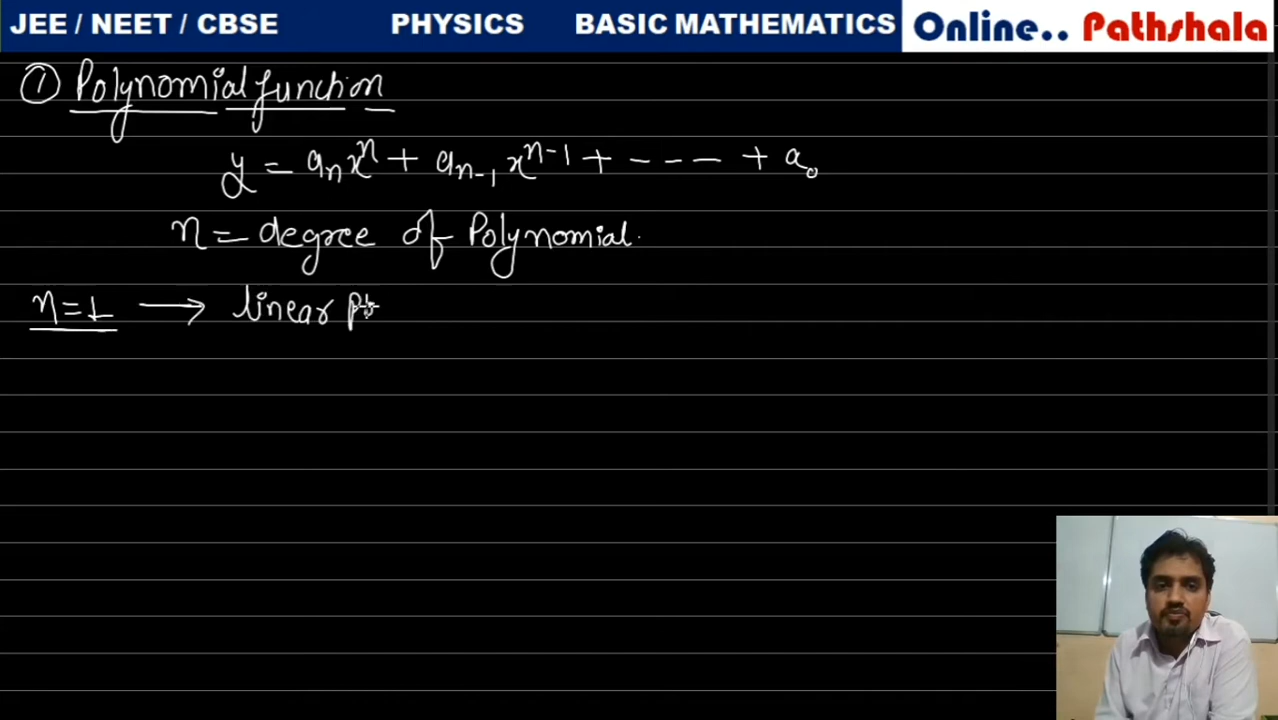 JEE / NEET / CBSE PHYSICS BASIC MATHEMATICS Online.. Pathshala
① Polynomial function
y = aₙxⁿ + aₙ₋₁xⁿ⁻¹ + - - - - + a₀
n = degree of Polynomial.
n=1 ⟶ linear